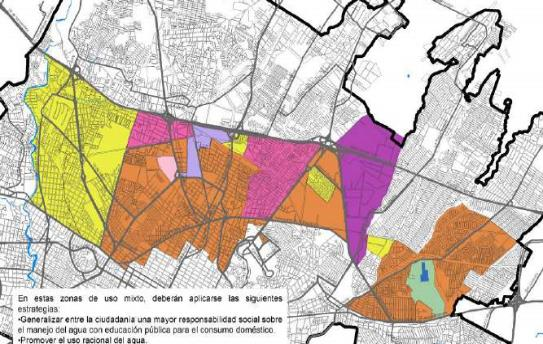 En estas zonas de uso mixto, deberán aplicarse las siguientes
estrategias:
•Generalizar entre la ciudadanía una mayor responsabilidad social sobre
el manejo del agua con educación pública para el consumo doméstico.
•Promover el uso racional del agua.